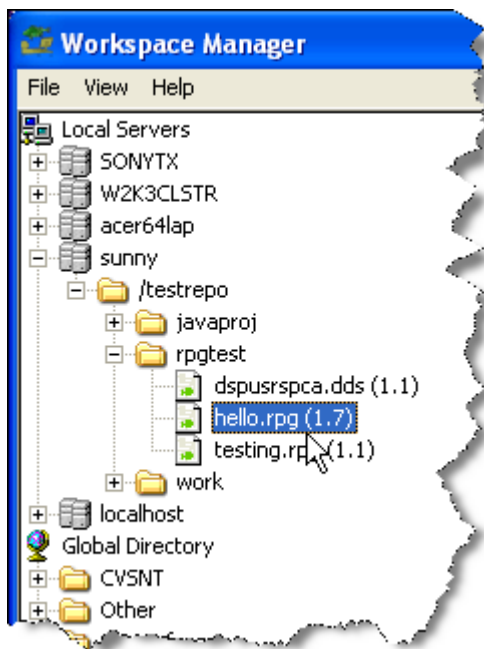 Workspace Manager
File View Help
Local Servers
SONYTX
W2K3CLSTR
acer64lap
sunny
/testrepo
javaproj
rpgtest
dspusrspca.dds (1.1)
hello.rpg (1.7)
(1.1)
work
localhost
Global Directory
CVSNT
Other